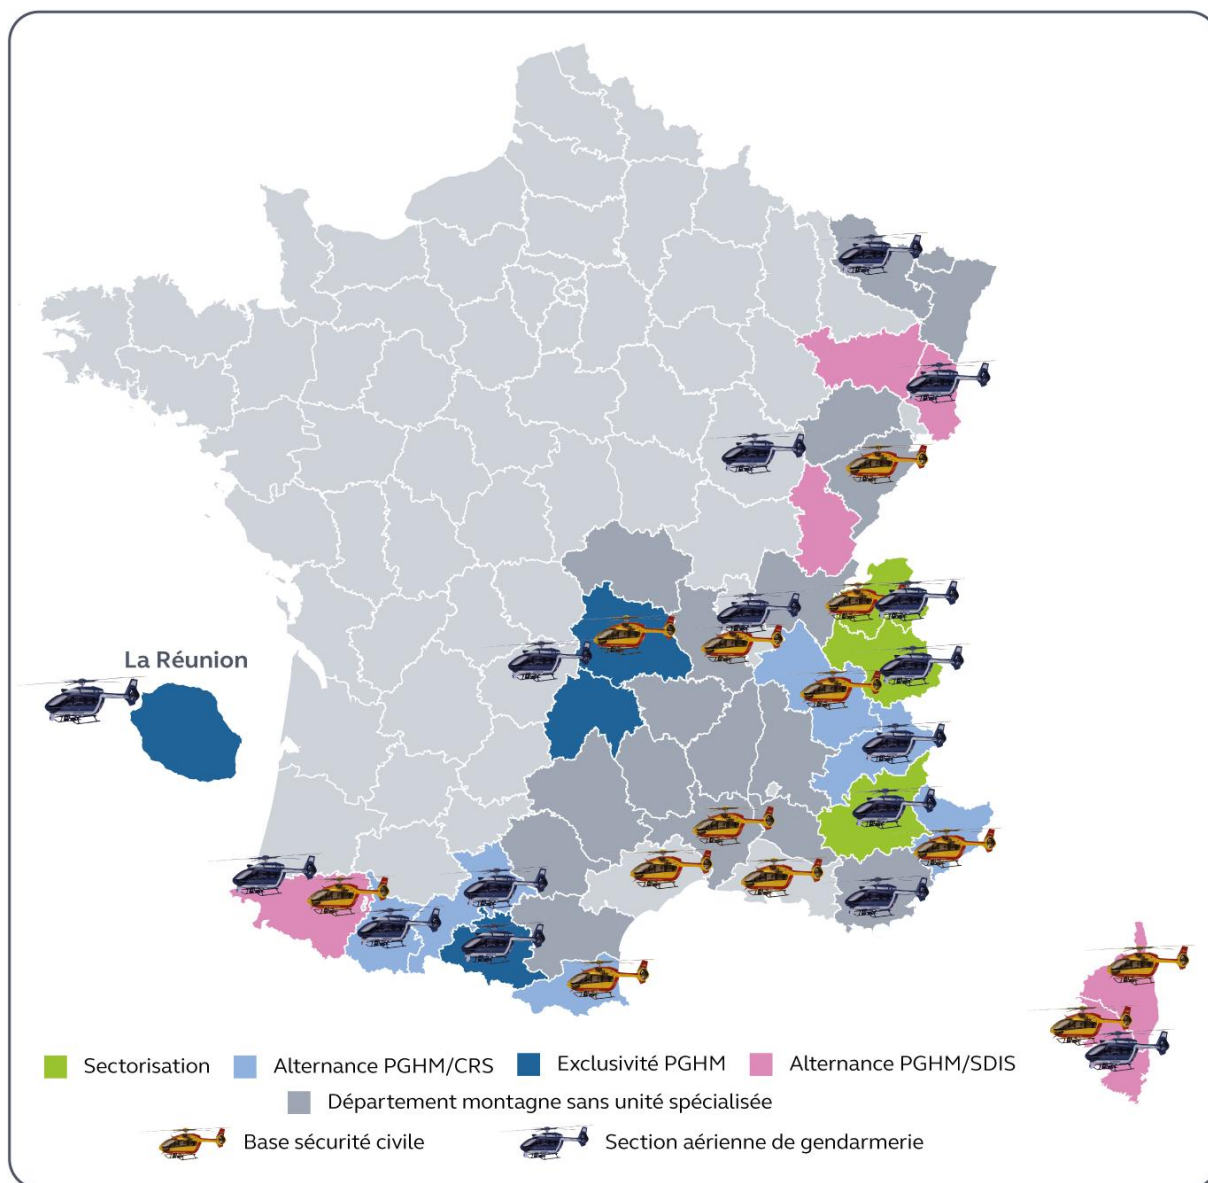 La Réunion
Sectorisation
Alternance PGHM/CRS
Exclusivité PGHM
Alternance PGHM/SDIS
Département montagne sans unité spécialisée
Base sécurité civile
Section aérienne de gendarmerie